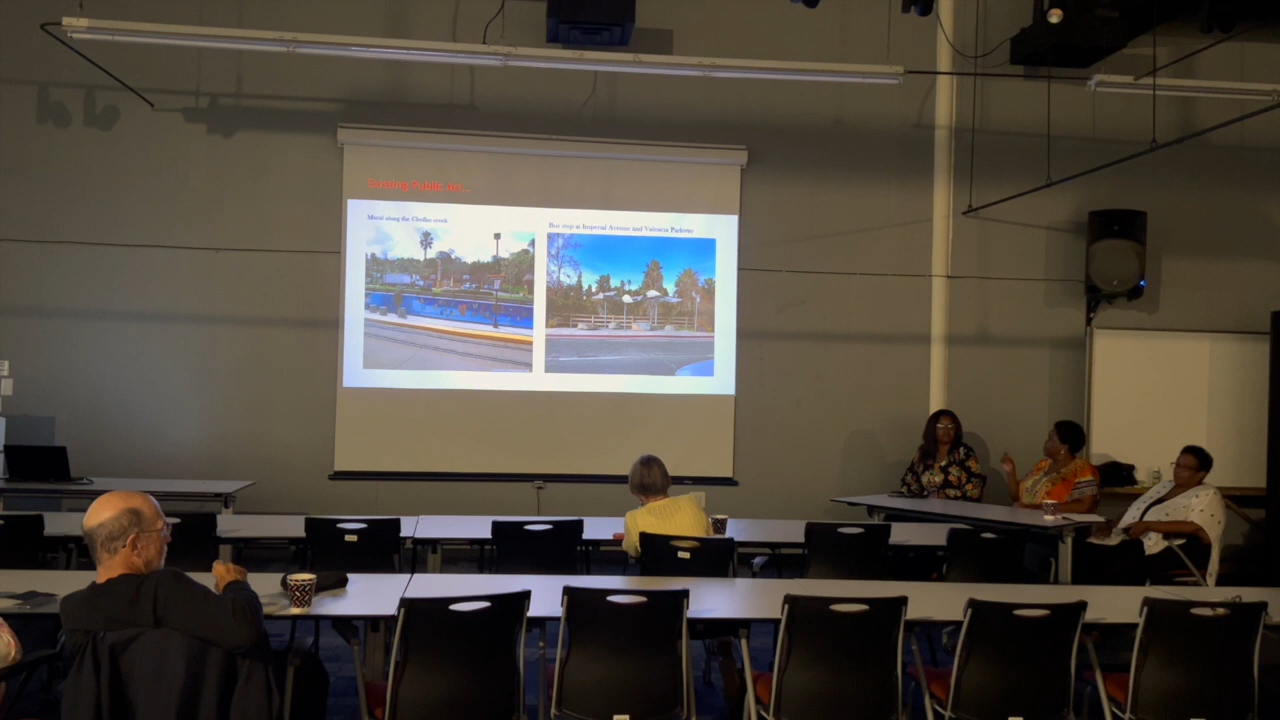 Existing Public Art...
Mural along the Chollas creek
Bus stop at Imperial Avenue and Valencia Parkway